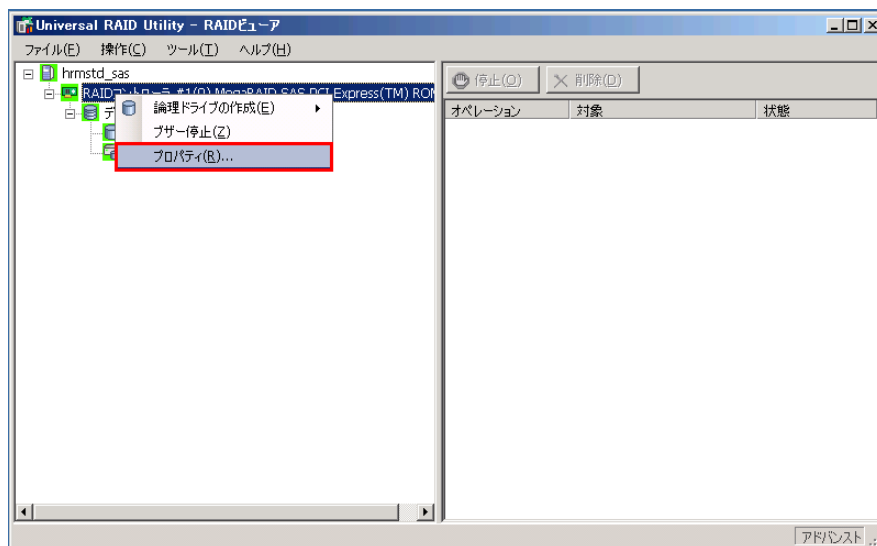 Universal RAID Utility - RAIDビューア
ファイル(F) 操作(C) ツール(T) ヘルプ(H)
hrmstd_sas
RAIDコントローラ #1(0) MegaRAID SAS PCI Express(TM) ROM
デ
論理ドライブの作成(E)
ブザー停止(Z)
プロパティ(R)...
停止(O) 削除(D)
オペレーション 対象 状態
アドバンスト